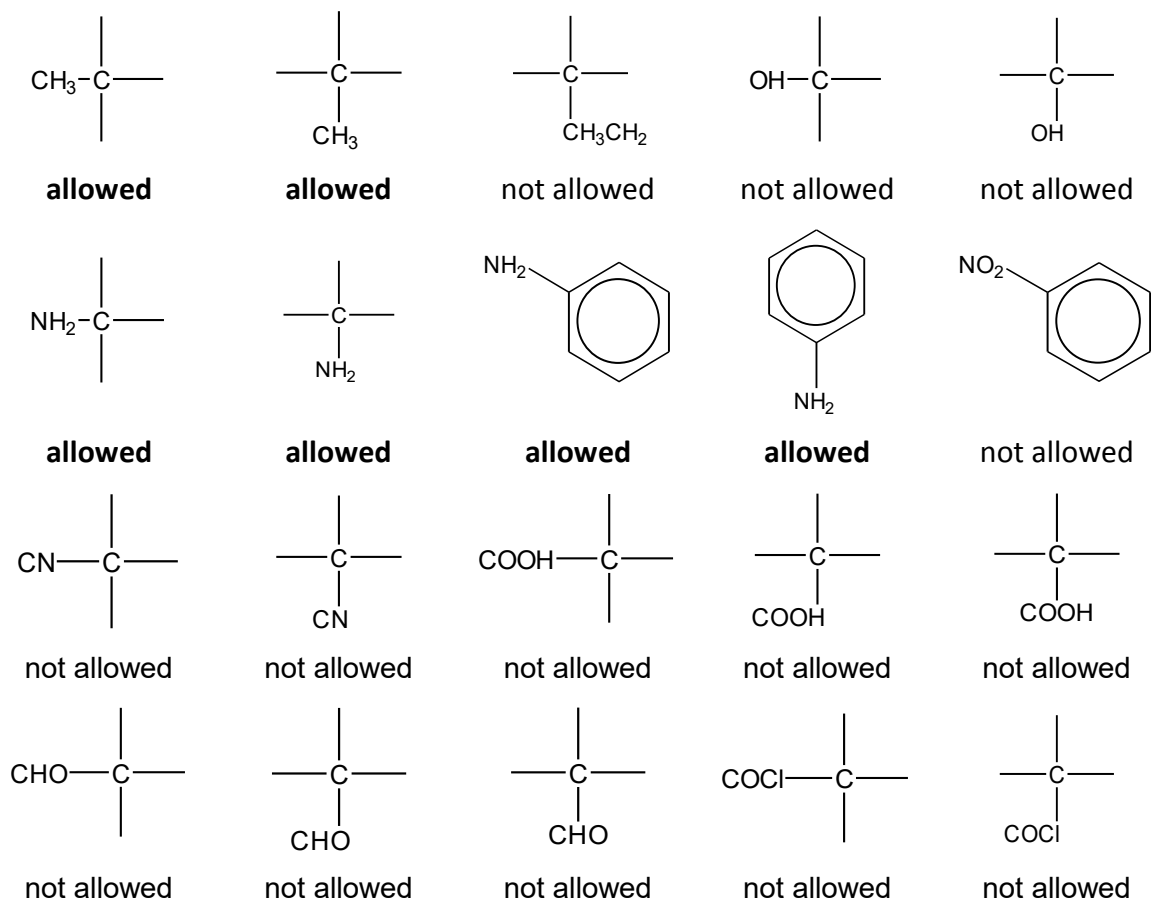 CH₃ C C CH₃ C CH₃CH₂ OH C C OH
allowed allowed not allowed not allowed not allowed
NH₂ C C NH₂ NH₂ NH₂ NO₂
allowed allowed allowed allowed not allowed
CN C C CN COOH C C COOH C COOH
not allowed not allowed not allowed not allowed not allowed
CHO C C CHO C CHO COCl C C COCl
not allowed not allowed not allowed not allowed not allowed